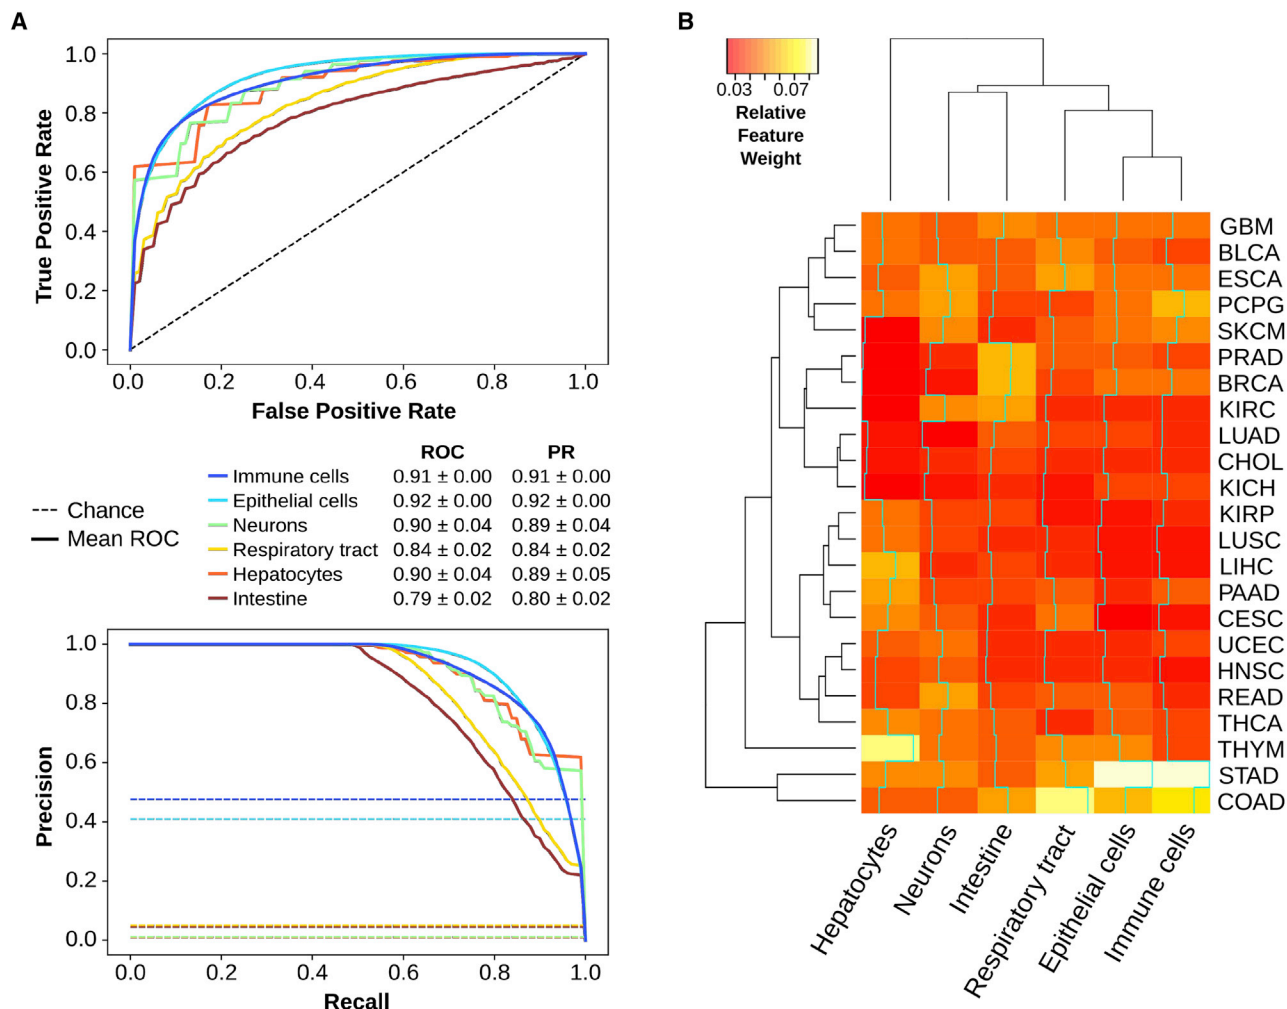 A
1.0
0.8
0.6
0.4
0.2
0.0
True Positive Rate
0.0 0.2 0.4 0.6 0.8 1.0
False Positive Rate
ROC PR
Immune cells 0.91 ± 0.00 0.91 ± 0.00
Epithelial cells 0.92 ± 0.00 0.92 ± 0.00
Neurons 0.90 ± 0.04 0.89 ± 0.04
Respiratory tract 0.84 ± 0.02 0.84 ± 0.02
Hepatocytes 0.90 ± 0.04 0.89 ± 0.05
Intestine 0.79 ± 0.02 0.80 ± 0.02
Chance
Mean ROC
1.0
0.8
0.6
0.4
0.2
0.0
Precision
0.0 0.2 0.4 0.6 0.8 1.0
Recall
B
0.03 0.07
Relative
Feature
Weight
GBM
BLCA
ESCA
PCPG
SKCM
PRAD
BRCA
KIRC
LUAD
CHOL
KICH
KIRP
LUSC
LIHC
PAAD
CESC
UCEC
HNSC
READ
THCA
THYM
STAD
COAD
Hepatocytes
Neurons
Intestine
Respiratory tract
Epithelial cells
Immune cells